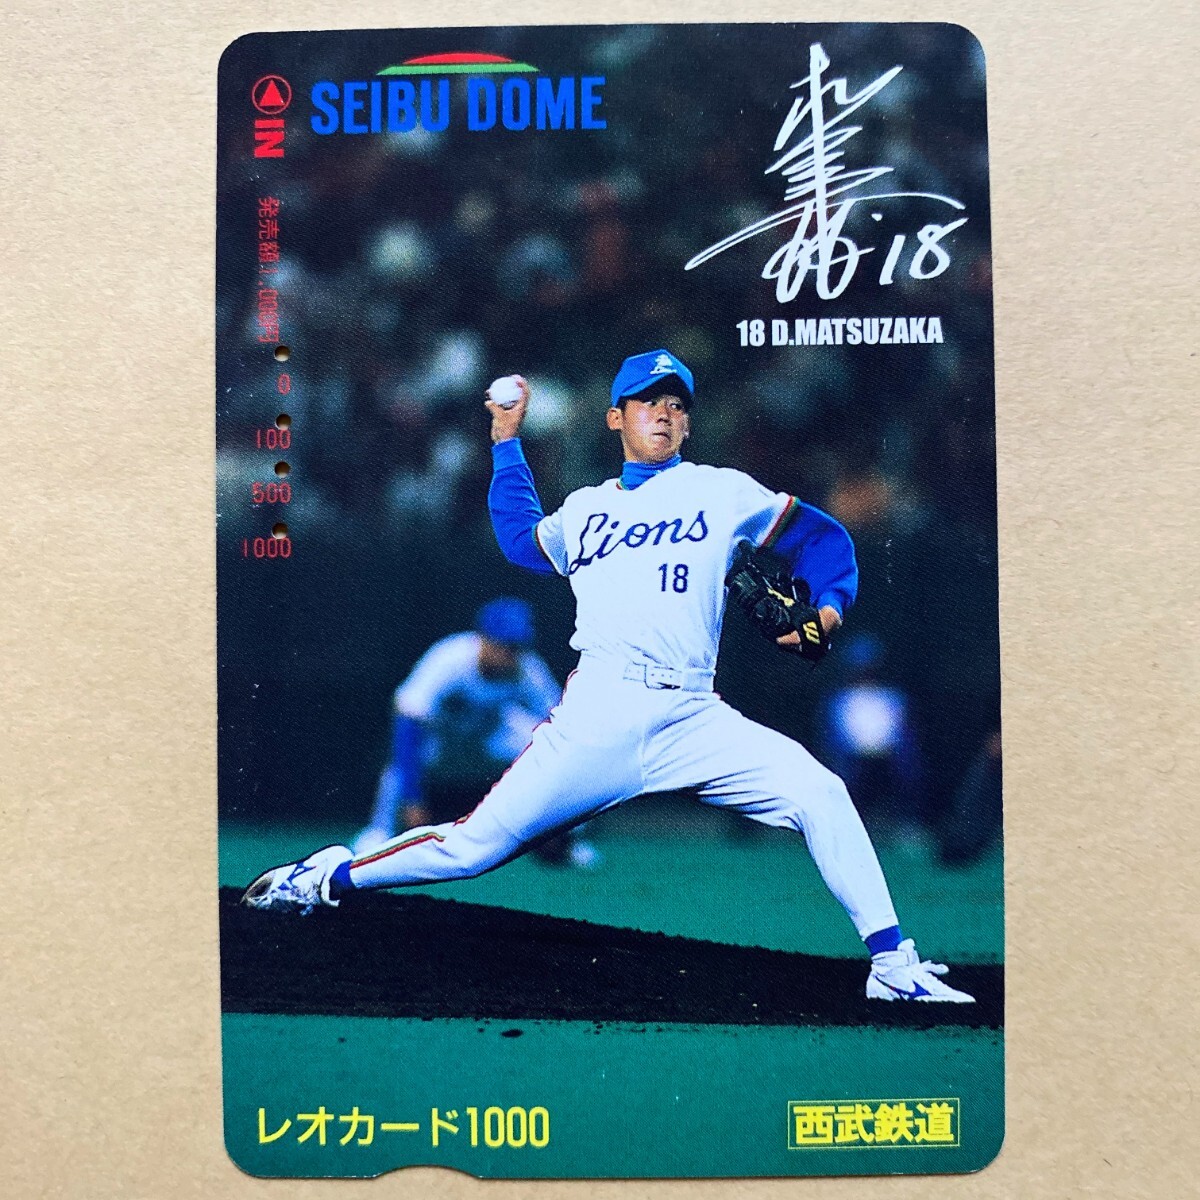 SEIBU DOME
IN
発売額1,000円
0
100
500
1000
18
18 D.MATSUZAKA
Lions
18
レオカード1000
西武鉄道